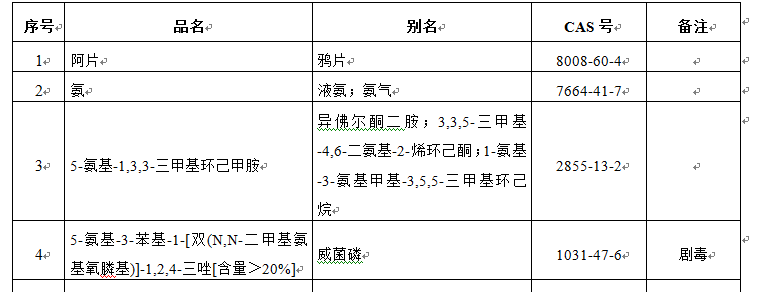 序号 品名 别名 CAS 号 备注
1 阿片 鸦片 8008-60-4
2 氨 液氨；氨气 7664-41-7
3 5-氨基-1,3,3-三甲基环己甲胺 异佛尔酮二胺；3,3,5-三甲基
-4,6-二氨基-2-烯环己酮；1-氨基
-3-氨基甲基-3,5,5-三甲基环己
烷 2855-13-2
4 5-氨基-3-苯基-1-[双(N,N-二甲基氨
基氧膦基)]-1,2,4-三唑[含量＞20%] 威菌磷 1031-47-6 剧毒